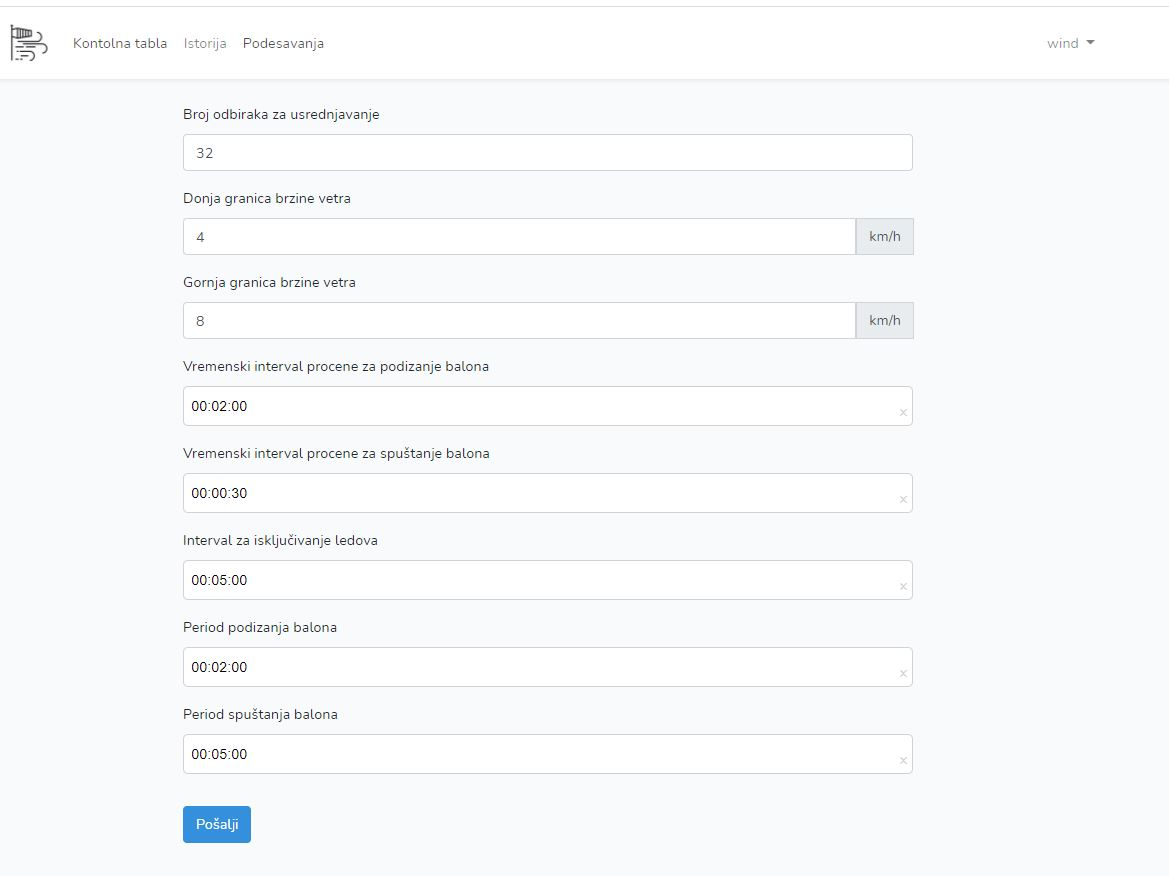 Kontolna tabla Istorija Podesavanja wind
Broj odbiraka za usrednjavanje
32
Donja granica brzine vetra
4 km/h
Gornja granica brzine vetra
8 km/h
Vremenski interval procene za podizanje balona
00:02:00 x
Vremenski interval procene za spuštanje balona
00:00:30 x
Interval za isključivanje ledova
00:05:00 x
Period podizanja balona
00:02:00 x
Period spuštanja balona
00:05:00 x
Pošalji